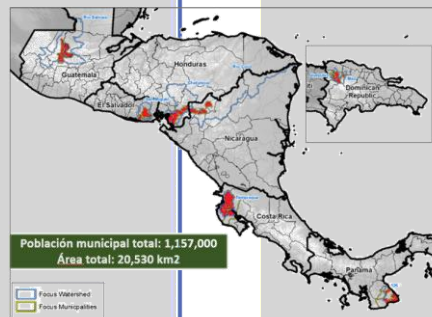 Guatemala
Honduras
El Salvador
Nicaragua
Dominican
Republic
Costa Rica
Panama
Población municipal total: 1,157,000
Área total: 20,530 km2
Focus Watershed
Focus Municipalities